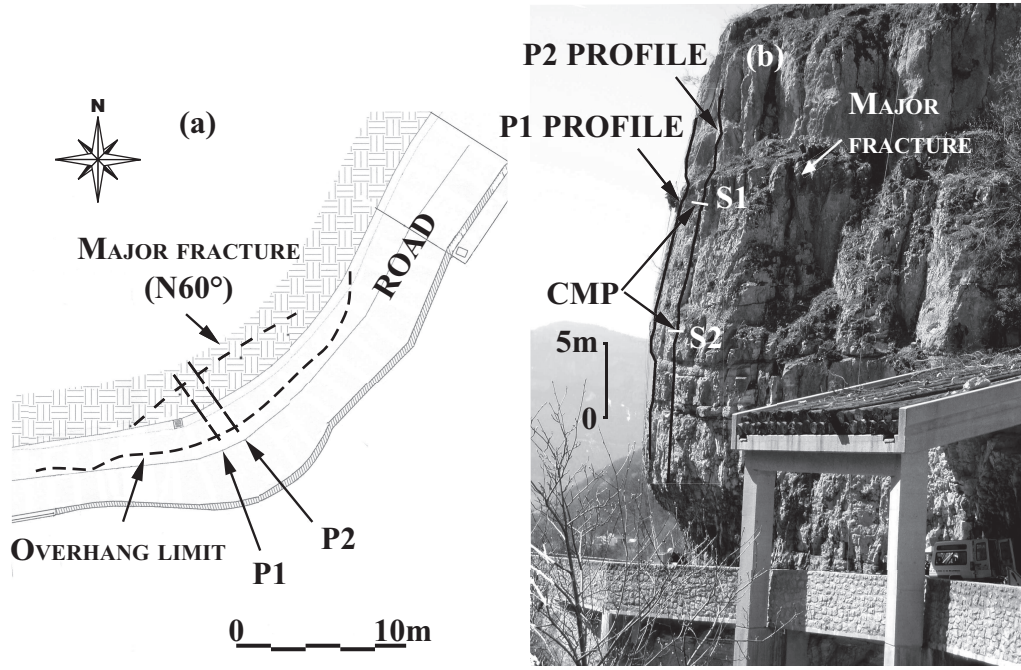 N
(a)
MAJOR FRACTURE
(N60°)
ROAD
OVERHANG LIMIT
P1
P2
0 10m
P2 PROFILE
(b)
P1 PROFILE
MAJOR
FRACTURE
S1
CMP
S2
5m
0